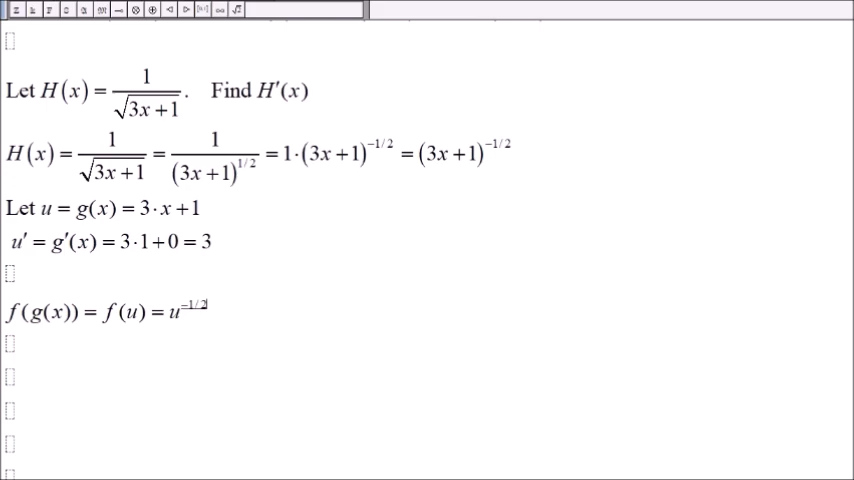 Let H(x) = 1/√(3x+1). Find H′(x)
H(x) = 1/√(3x+1) = 1/(3x+1)^1/2 = 1·(3x+1)^−1/2 = (3x+1)^−1/2
Let u = g(x) = 3·x+1
u′ = g′(x) = 3·1+0 = 3
f(g(x)) = f(u) = u^−1/2